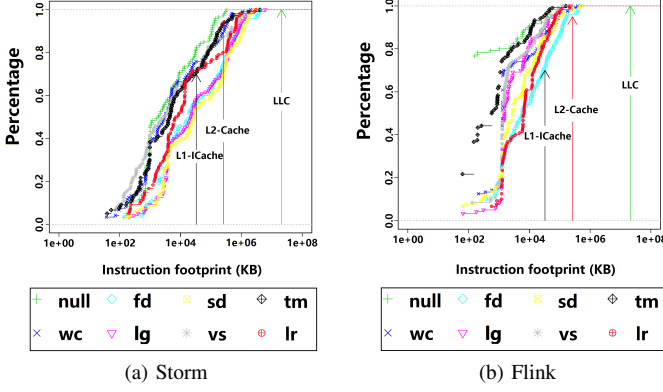 Percentage
1.0
0.8
0.6
0.4
0.2
0.0
LLC
L2-Cache
L1-ICache
1e+00 1e+02 1e+04 1e+06 1e+08
Instruction footprint (KB)
null fd sd tm
wc lg vs lr
(a) Storm
Percentage
1.0
0.8
0.6
0.4
0.2
0.0
LLC
L2-Cache
L1-ICache
1e+00 1e+02 1e+04 1e+06 1e+08
Instruction footprint (KB)
null fd sd tm
wc lg vs lr
(b) Flink